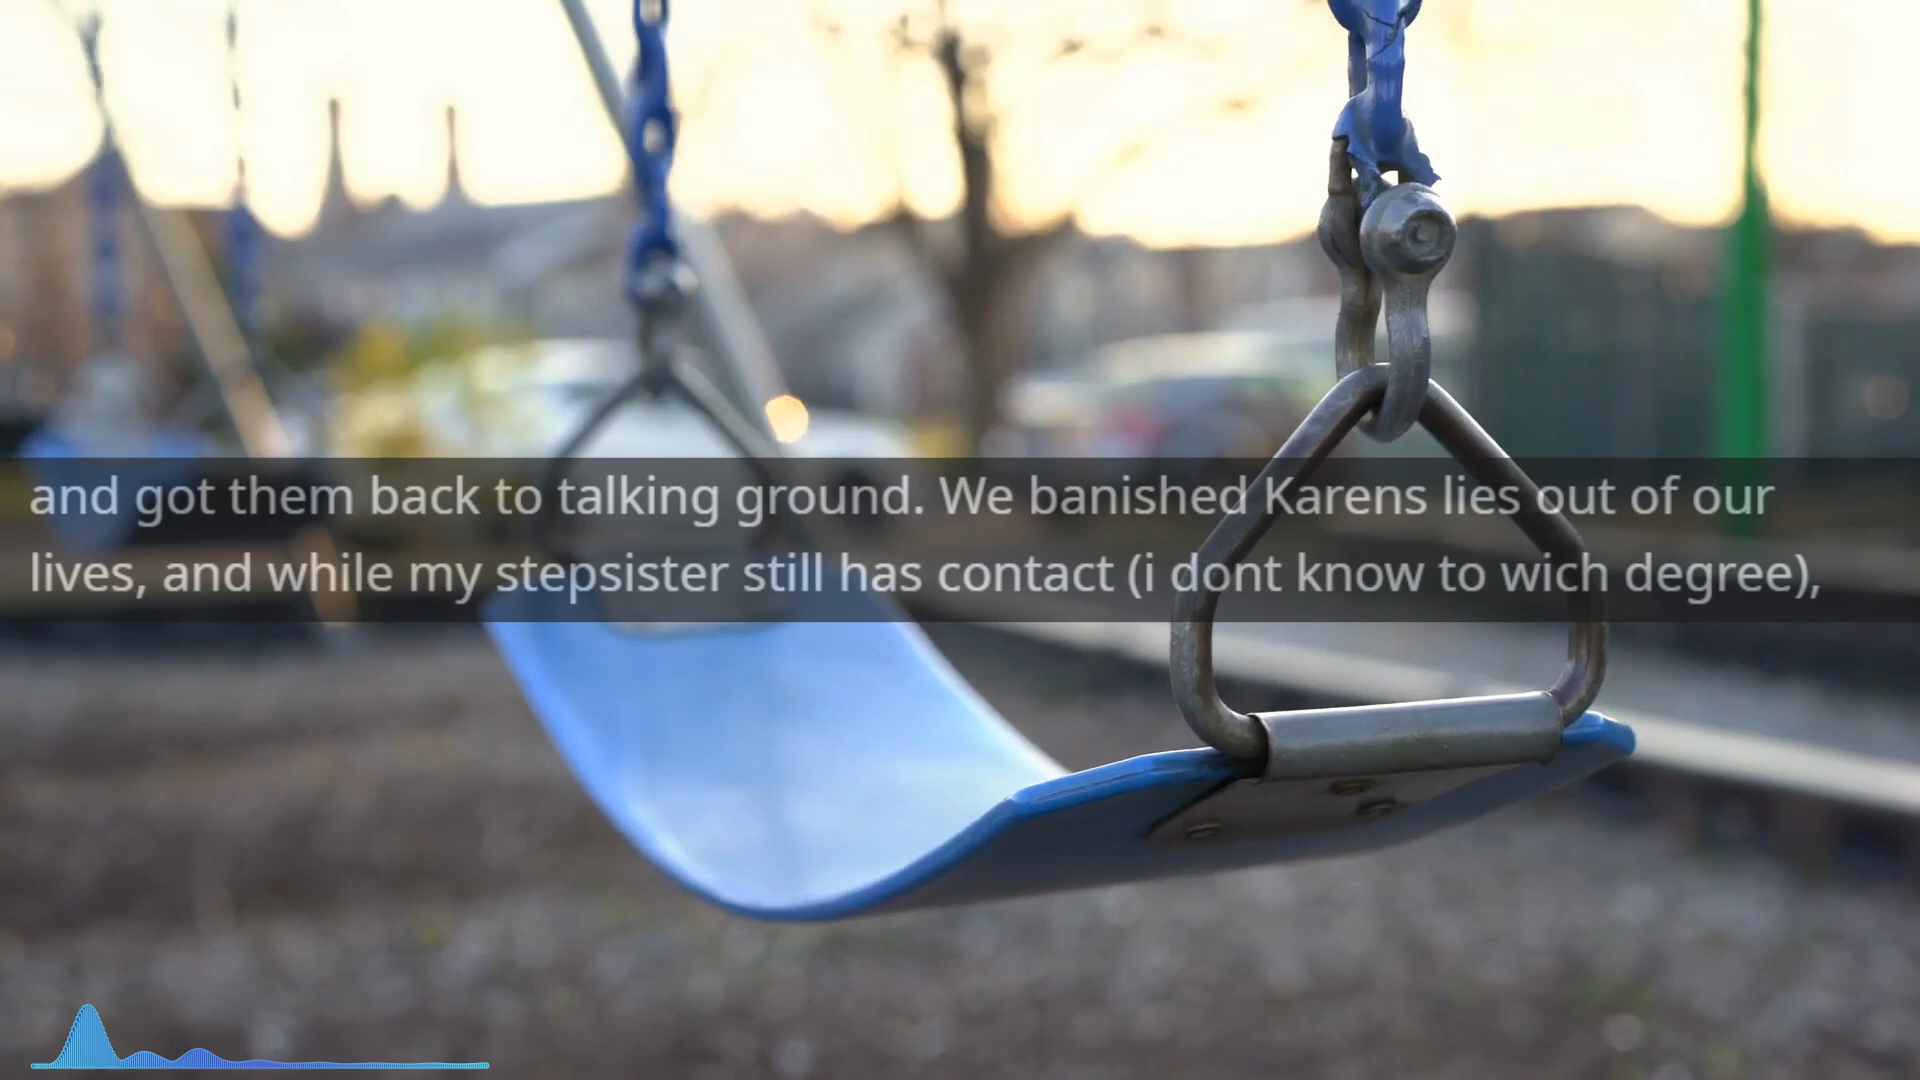 and got them back to talking ground. We banished Karens lies out of our
lives, and while my stepsister still has contact (i dont know to wich degree),